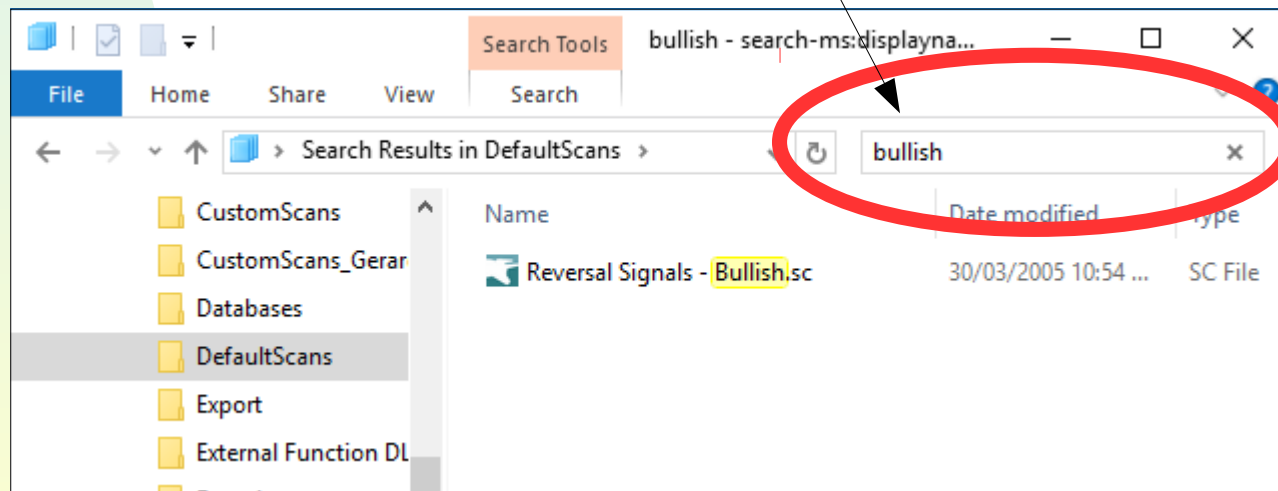 Search Tools
bullish - search-ms:displayna...
File Home Share View Search
Search Results in DefaultScans
bullish
CustomScans
CustomScans_Gerar
Databases
DefaultScans
Export
External Function DL
Name Date modified Type
Reversal Signals - Bullish.sc 30/03/2005 10:54 ... SC File